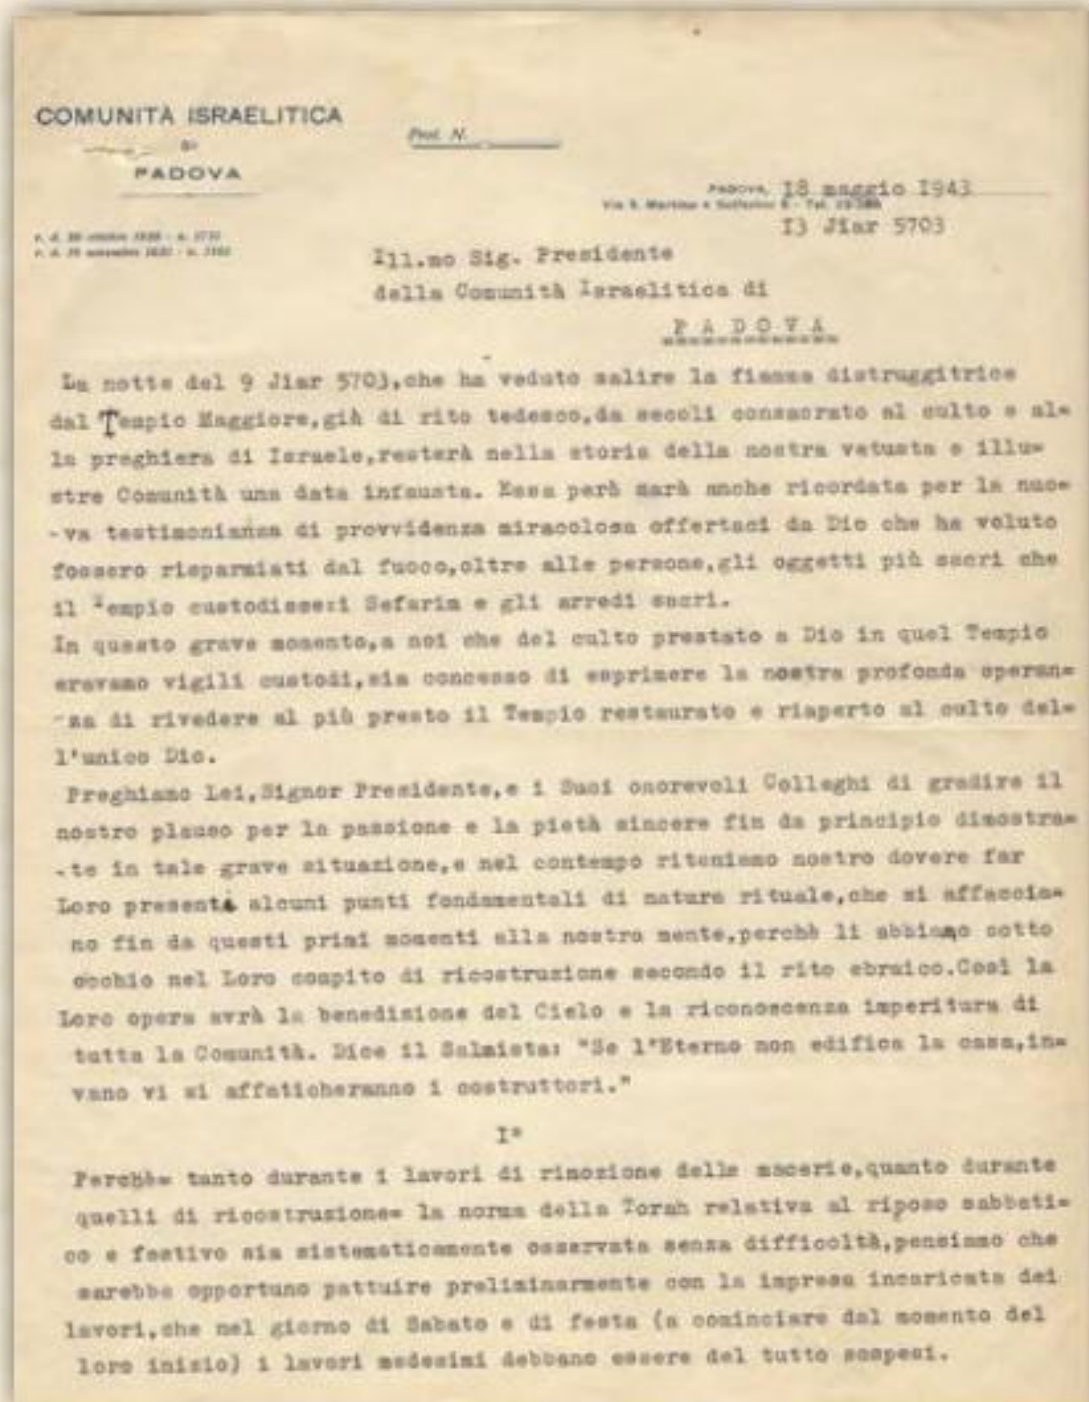 COMUNITÀ ISRAELITICA
DI
PADOVA
Prot. N.
PADOVA, 18 maggio 1943
Via S. Martino e Solferino - Tel.
13 Jiar 5703
r. d. 30 ottobre - n. 1731
r. d. 19 novembre 1931 - n.
Ill.mo Sig. Presidente
della Comunità Israelitica di
PADOVA
La notte del 9 Jiar 5703,che ha veduto salire la fiamma distruggitrice
dal Tempio Maggiore,già di rito tedesco,da secoli consacrato al culto e al=
la preghiera di Israele,resterà nella storia della nostra vetusta e illu=
stre Comunità una data infausta. Essa però sarà anche ricordata per la nuo=
-va testimonianza di provvidenza miracolosa offertaci da Dio che ha voluto
fossero risparmiati dal fuoco,oltre alle persone,gli oggetti più sacri che
il Tempio custodisse:i Sefarim e gli arredi sacri.
In questo grave momento,a noi che del culto prestato a Dio in quel Tempio
eravamo vigili custodi,sia concesso di esprimere la nostra profonda speran=
-za di rivedere al più presto il Tempio restaurato e riaperto al culto del=
l'unico Dio.
Preghiamo Lei,Signor Presidente,e i Suoi onorevoli Colleghi di gradire il
nostro plauso per la passione e la pietà sincere fin da principio dimostra=
-te in tale grave situazione,e nel contempo riteniamo nostro dovere far
Loro presenti alcuni punti fondamentali di natura rituale,che si affaccia=
no fin da questi primi momenti alla nostra mente,perchè li abbiano sotto
occhio nel Loro compito di ricostruzione secondo il rito ebraico.Così la
Loro opera avrà la benedizione del Cielo e la riconoscenza imperitura di
tutta la Comunità. Dice il Salmista: "Se l'Eterno non edifica la casa,in=
vano vi si affaticheranno i costruttori."
I°
Perchè= tanto durante i lavori di rimozione delle macerie,quanto durante
quelli di ricostruzione= la norma della Torah relativa al riposo sabbati=
co e festivo sia sistematicamente osservata senza difficoltà,pensiamo che
sarebbe opportuno pattuire preliminarmente con la impresa incaricata dei
lavori,che nel giorno di Sabato e di festa (a cominciare dal momento del
loro inizio) i lavori medesimi debbano essere del tutto sospesi.